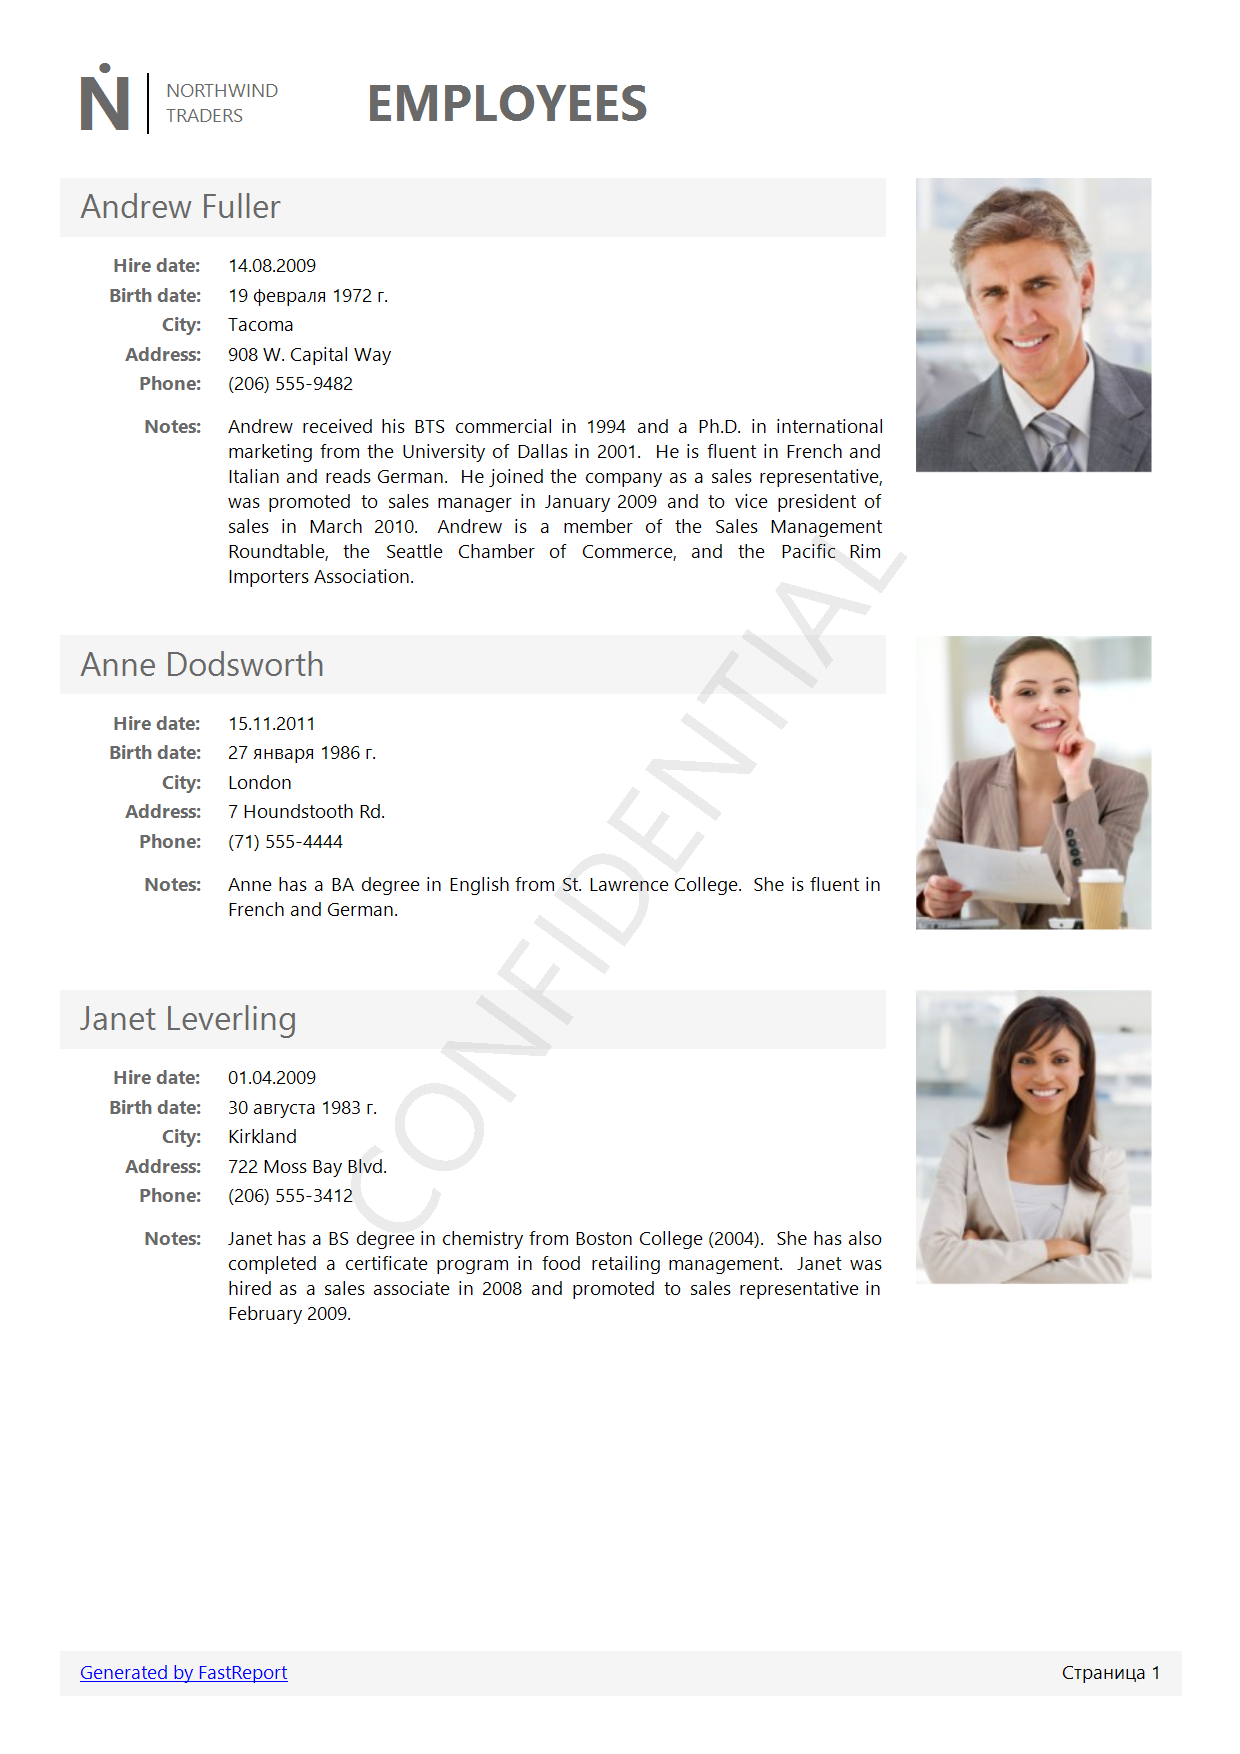 N
NORTHWIND
TRADERS
EMPLOYEES
Andrew Fuller
Hire date: 14.08.2009
Birth date: 19 февраля 1972 г.
City: Tacoma
Address: 908 W. Capital Way
Phone: (206) 555-9482
Notes: Andrew received his BTS commercial in 1994 and a Ph.D. in international
marketing from the University of Dallas in 2001. He is fluent in French and
Italian and reads German. He joined the company as a sales representative,
was promoted to sales manager in January 2009 and to vice president of
sales in March 2010. Andrew is a member of the Sales Management
Roundtable, the Seattle Chamber of Commerce, and the Pacific Rim
Importers Association.
Anne Dodsworth
Hire date: 15.11.2011
Birth date: 27 января 1986 г.
City: London
Address: 7 Houndstooth Rd.
Phone: (71) 555-4444
Notes: Anne has a BA degree in English from St. Lawrence College. She is fluent in
French and German.
Janet Leverling
Hire date: 01.04.2009
Birth date: 30 августа 1983 г.
City: Kirkland
Address: 722 Moss Bay Blvd.
Phone: (206) 555-3412
Notes: Janet has a BS degree in chemistry from Boston College (2004). She has also
completed a certificate program in food retailing management. Janet was
hired as a sales associate in 2008 and promoted to sales representative in
February 2009.
CONFIDENTIAL
Generated by FastReport
Страница 1